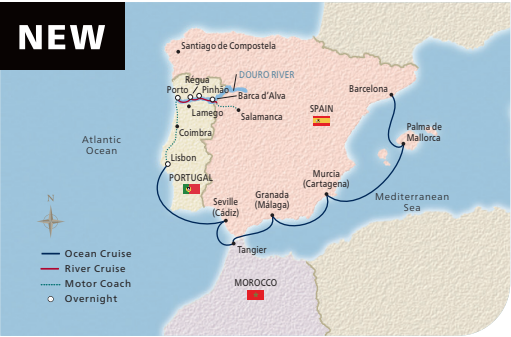 NEW
Santiago de Compostela
Régua
DOURO RIVER
Porto
Pinhão
Barca d'Alva
Lamego
Salamanca
Barcelona
SPAIN
Coimbra
Palma de
Mallorca
Atlantic
Ocean
Lisbon
PORTUGAL
Murcia
(Cartagena)
Granada
(Málaga)
Mediterranean
Sea
Seville
(Cádiz)
N
Tangier
Ocean Cruise
River Cruise
Motor Coach
Overnight
MOROCCO